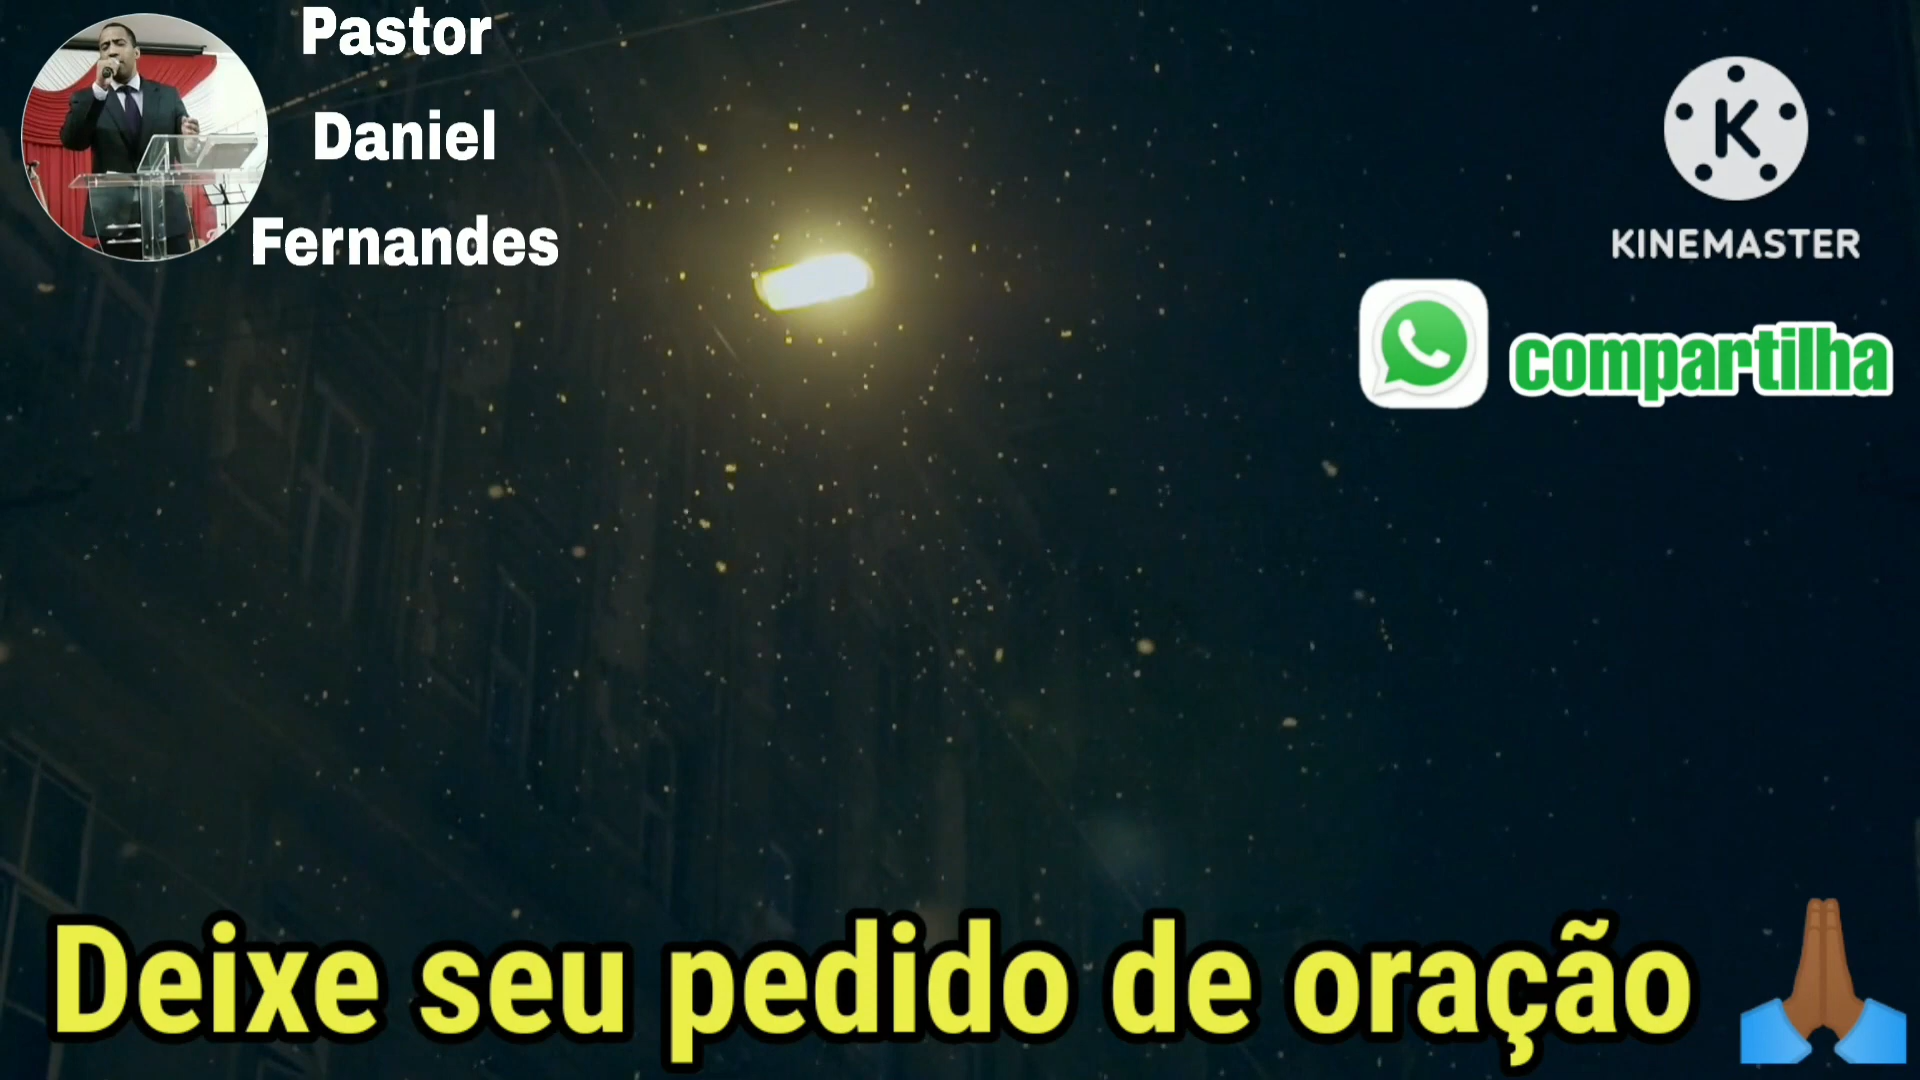 Pastor
Daniel
Fernandes
K
KINEMASTER
compartilha
Deixe seu pedido de oração